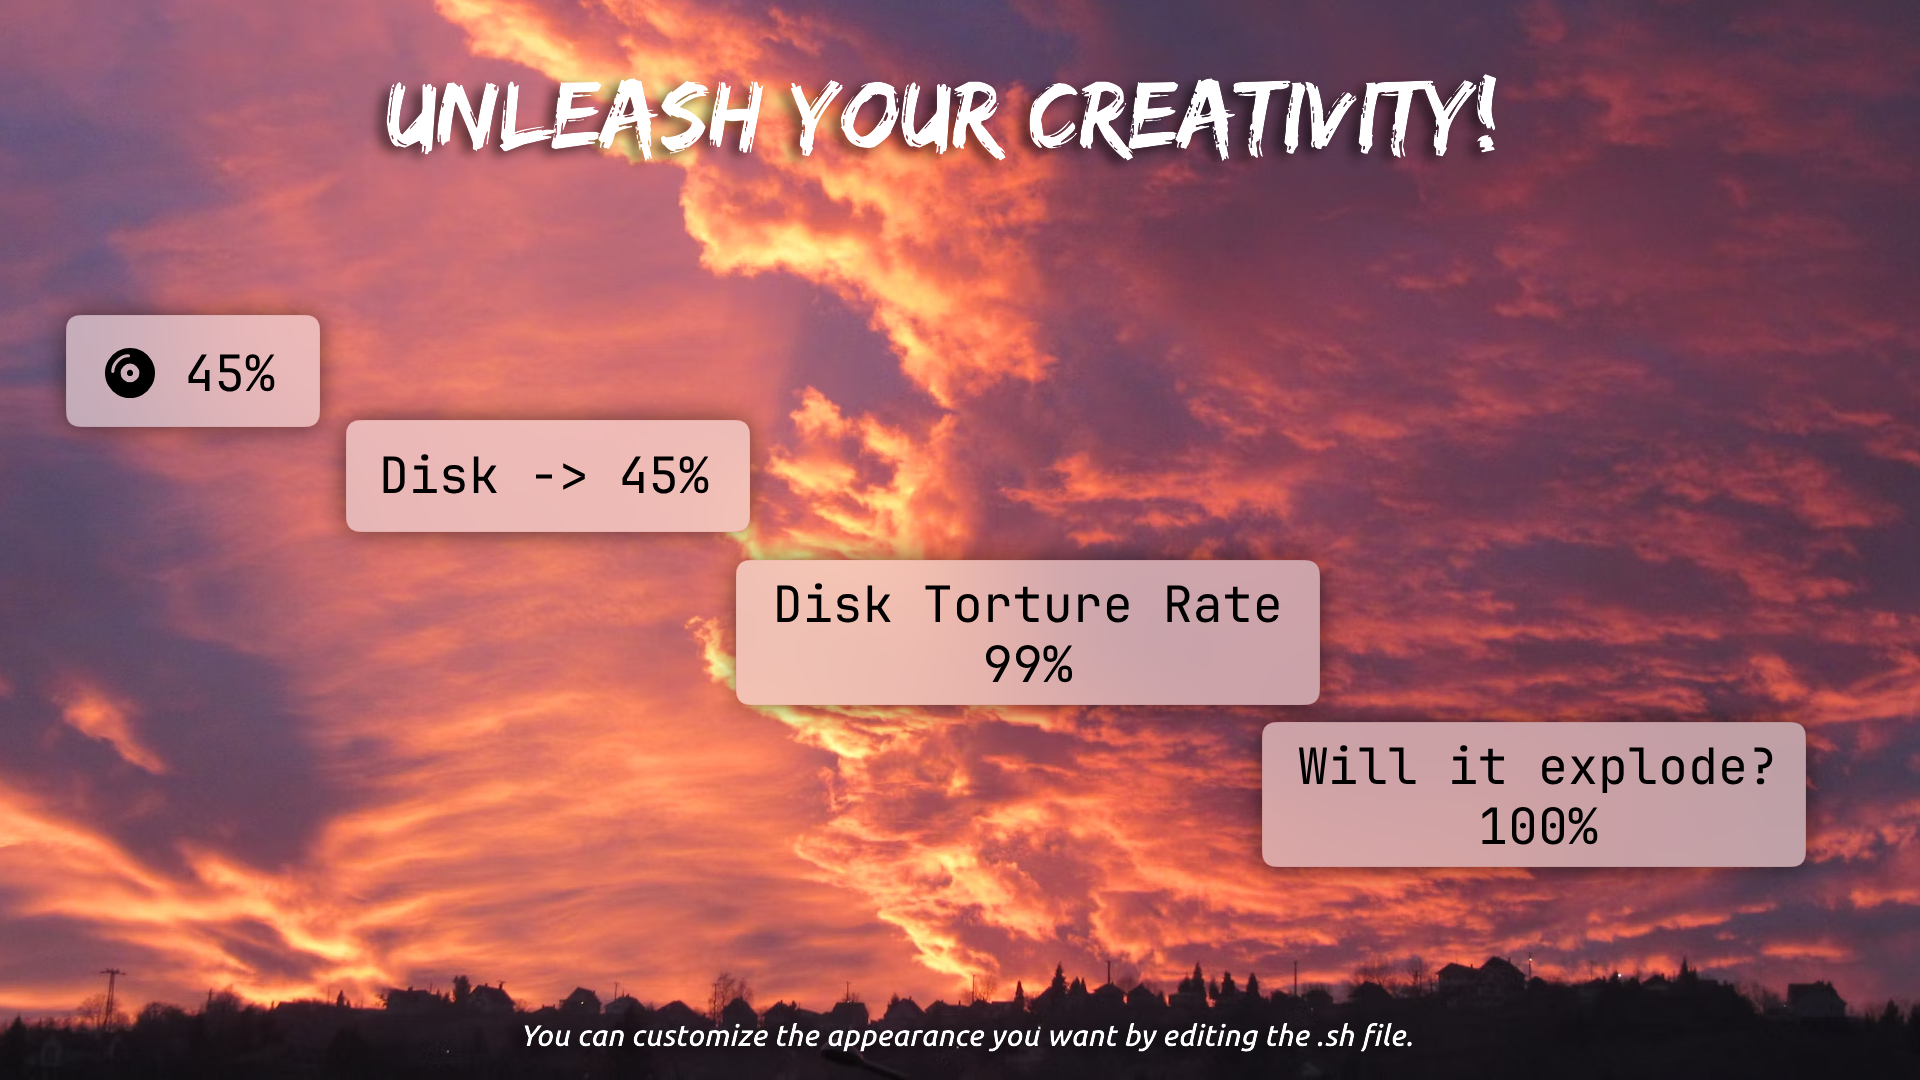 UNLEASH YOUR CREATIVITY!
45%
Disk -> 45%
Disk Torture Rate
99%
Will it explode?
100%
You can customize the appearance you want by editing the .sh file.